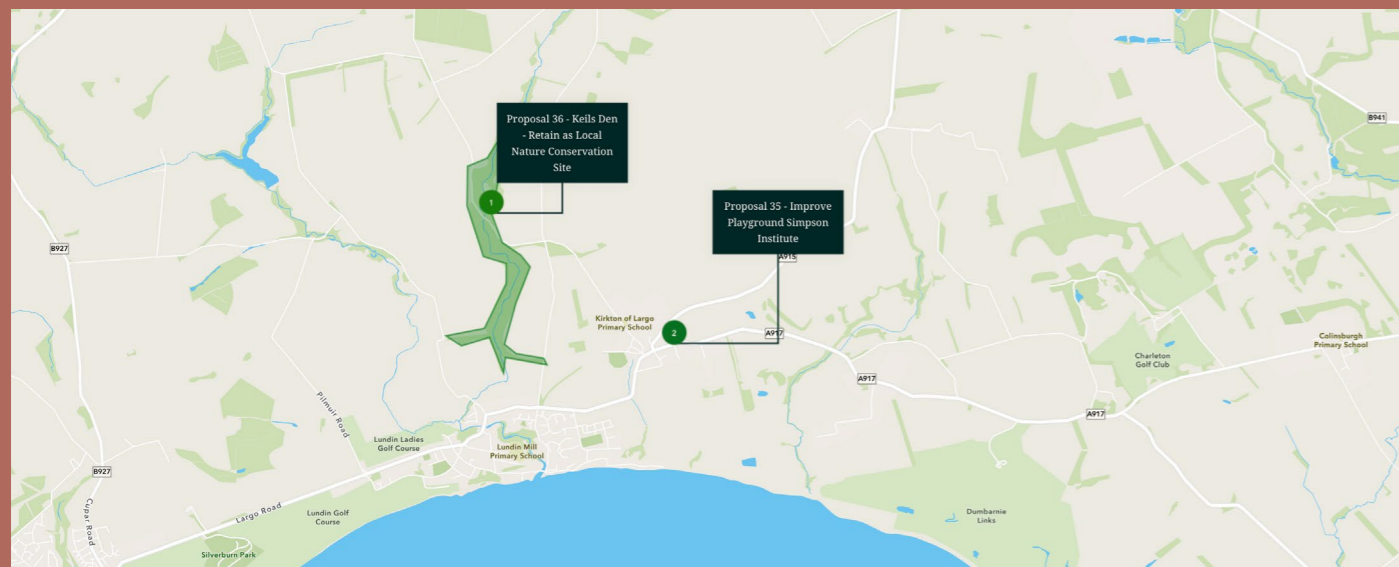 Proposal 36 - Keils Den
- Retain as Local
Nature Conservation
Site
1
Proposal 35 - Improve
Playground Simpson
Institute
2
B941
B927
A915
Kirkton of Largo
Primary School
A917
A917
A917
Colinsburgh
Primary School
Charleton
Golf Club
Pilmuir Road
Lundin Ladies
Golf Course
Lundin Mill
Primary School
B927
Cupar Road
Largo Road
Lundin Golf
Course
Dumbarnie
Links
Silverburn Park